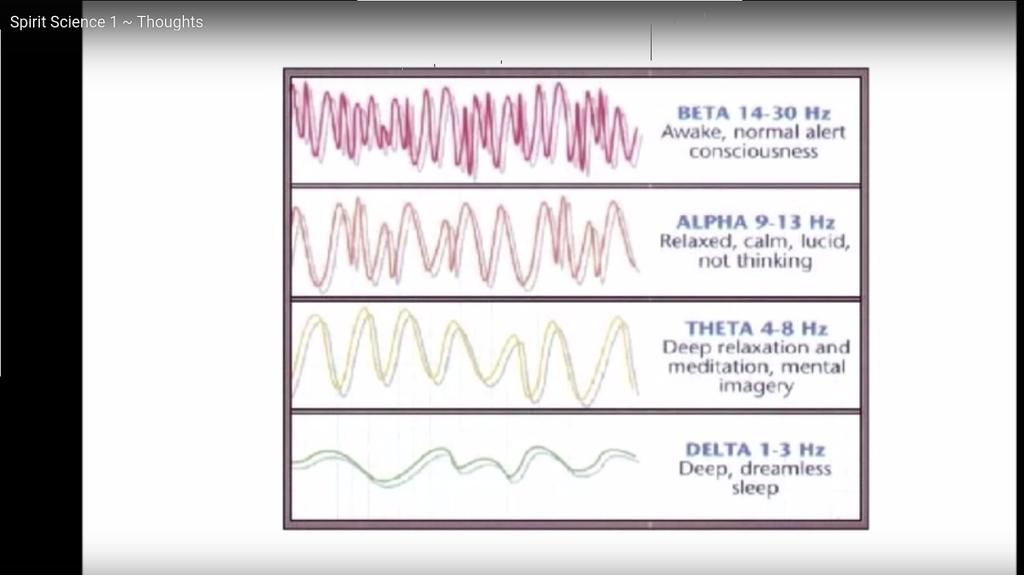 Spirit Science 1 ~ Thoughts
BETA 14-30 Hz
Awake, normal alert
consciousness
ALPHA 9-13 Hz
Relaxed, calm, lucid,
not thinking
THETA 4-8 Hz
Deep relaxation and
meditation, mental
imagery
DELTA 1-3 Hz
Deep, dreamless
sleep